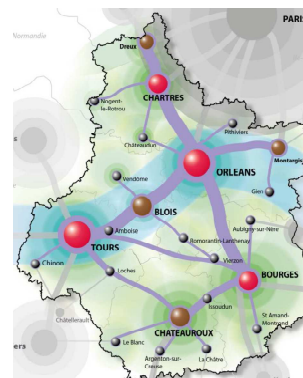 Normandie
PARIS
Dreux
CHARTRES
Nogent-
le-Rotrou
Châteaudun
Pithiviers
ORLEANS
Montargis
Vendôme
Gien
BLOIS
Amboise
Aubigny-sur-Nère
TOURS
Romorantin-Lanthenay
Chinon
Loches
Vierzon
BOURGES
Issoudun
Châtellerault
CHATEAUROUX
St Amand-
Montrond
Le Blanc
Argenton-sur-
Creuse
La Châtre